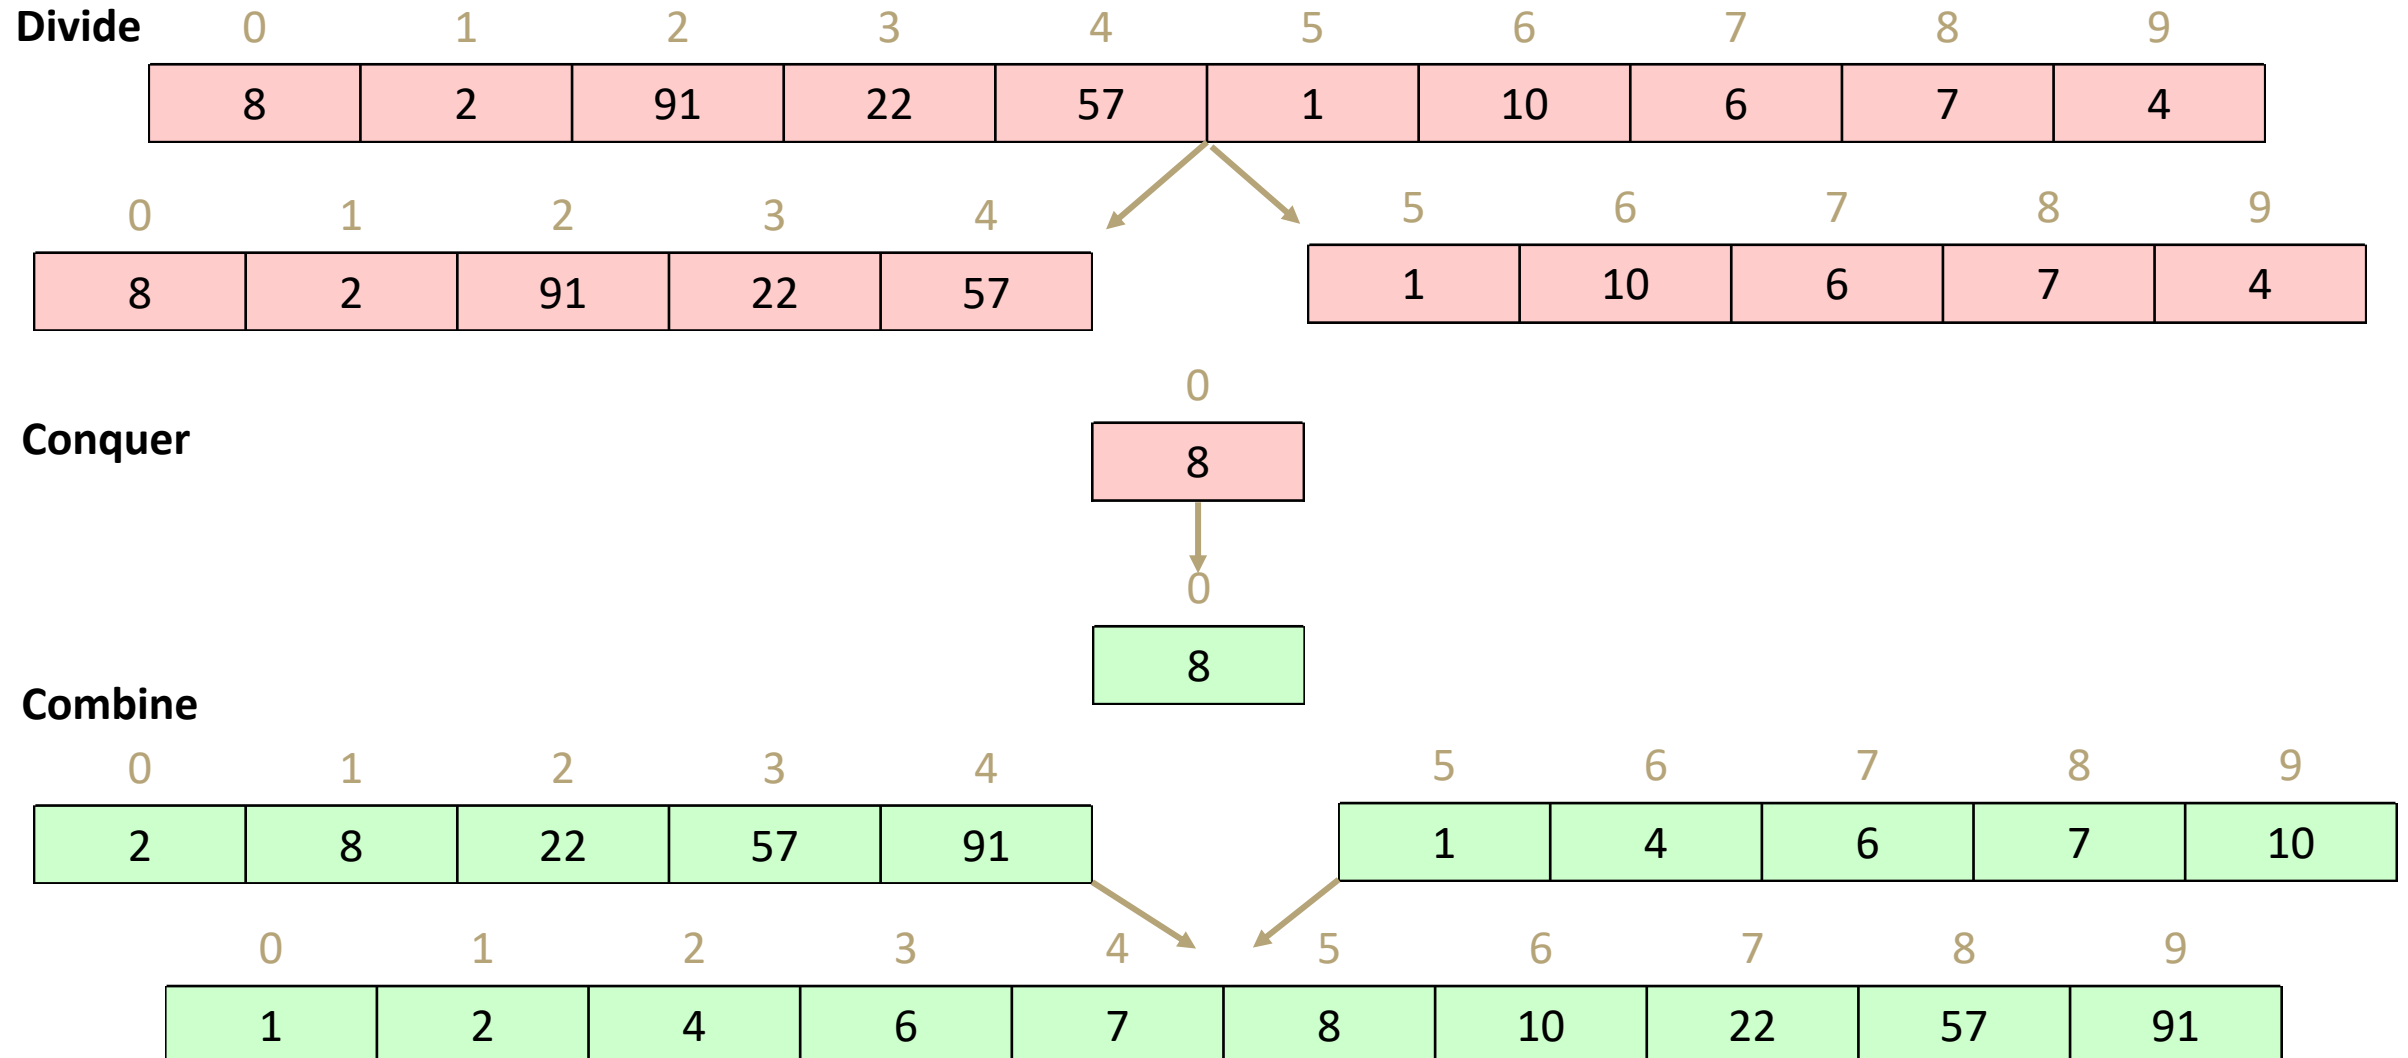 Divide 0 1 2 3 4 5 6 7 8 9
8 2 91 22 57 1 10 6 7 4
0 1 2 3 4 5 6 7 8 9
8 2 91 22 57 1 10 6 7 4
0
Conquer
8
0
8
Combine
0 1 2 3 4 5 6 7 8 9
2 8 22 57 91 1 4 6 7 10
0 1 2 3 4 5 6 7 8 9
1 2 4 6 7 8 10 22 57 91